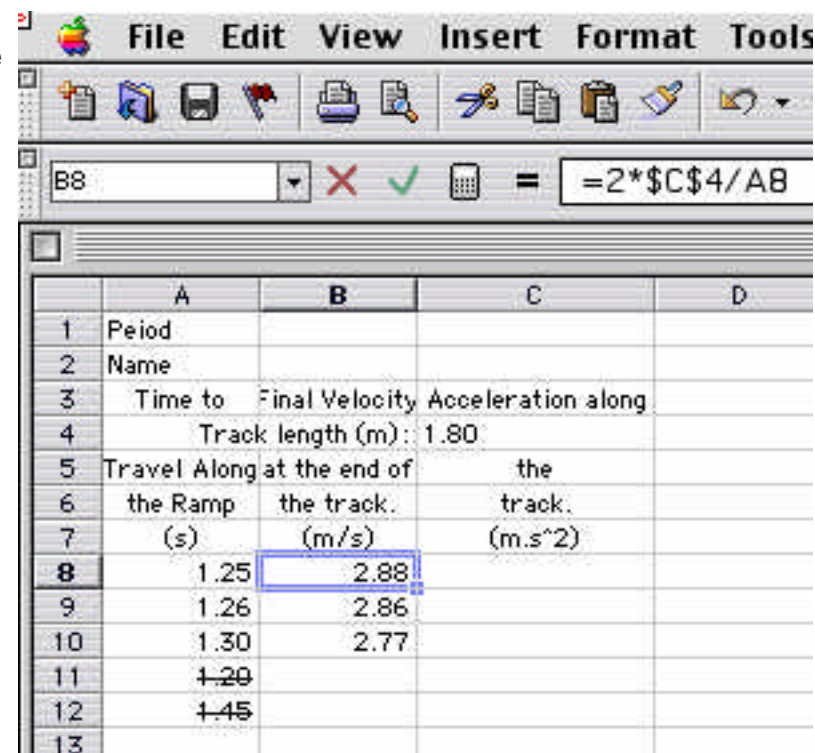 File Edit View Insert Format Tools
B8 = =2*$C$4/A8
A B C D
1 Peiod
2 Name
3 Time to Final Velocity Acceleration along
4 Track length (m): 1.80
5 Travel Along at the end of the
6 the Ramp the track. track.
7 (s) (m/s) (m.s^2)
8 1.25 2.88
9 1.26 2.86
10 1.30 2.77
11 1.20
12 1.45
13